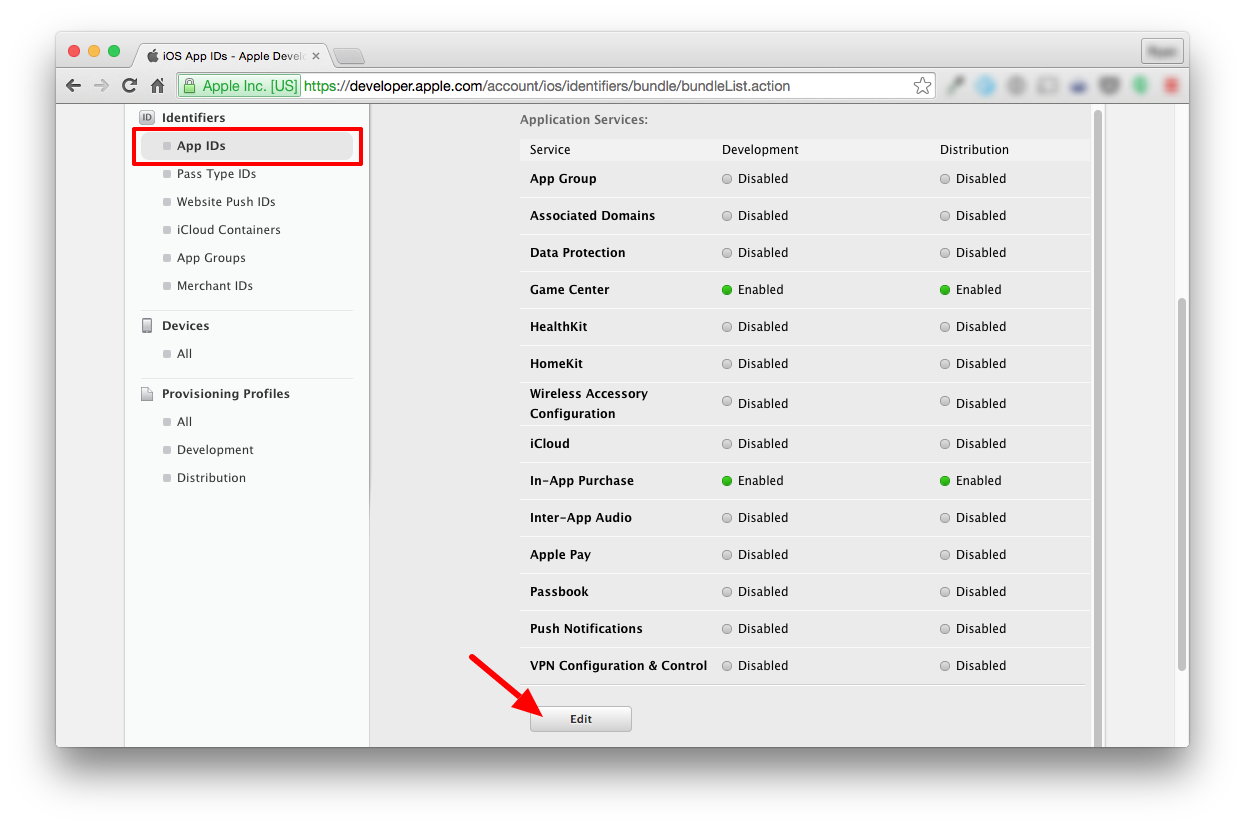 iOS App IDs - Apple Devel
Apple Inc. [US] https://developer.apple.com/account/ios/identifiers/bundle/bundleList.action
ID Identifiers
App IDs
Pass Type IDs
Website Push IDs
iCloud Containers
App Groups
Merchant IDs
Devices
All
Provisioning Profiles
All
Development
Distribution
Application Services:
Service Development Distribution
App Group Disabled Disabled
Associated Domains Disabled Disabled
Data Protection Disabled Disabled
Game Center Enabled Enabled
HealthKit Disabled Disabled
HomeKit Disabled Disabled
Wireless Accessory
Configuration Disabled Disabled
iCloud Disabled Disabled
In-App Purchase Enabled Enabled
Inter-App Audio Disabled Disabled
Apple Pay Disabled Disabled
Passbook Disabled Disabled
Push Notifications Disabled Disabled
VPN Configuration & Control Disabled Disabled
Edit